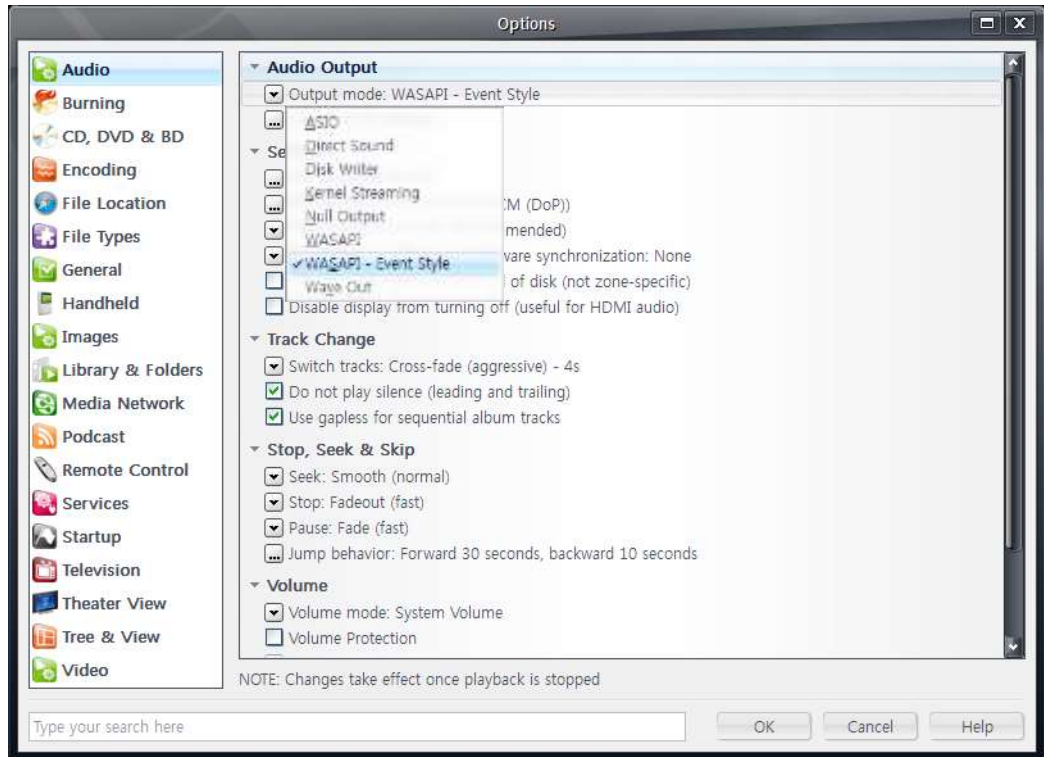 Options
Audio
Burning
CD, DVD & BD
Encoding
File Location
File Types
General
Handheld
Images
Library & Folders
Media Network
Podcast
Remote Control
Services
Startup
Television
Theater View
Tree & View
Video
Audio Output
Output mode: WASAPI - Event Style
ASIO
Direct Sound
Disk Writer
Kernel Streaming
Null Output
WASAPI
✓WASAPI - Event Style
Wave Out
Se
(DoP))
mended)
ware synchronization: None
of disk (not zone-specific)
Disable display from turning off (useful for HDMI audio)
Track Change
Switch tracks: Cross-fade (aggressive) - 4s
Do not play silence (leading and trailing)
Use gapless for sequential album tracks
Stop, Seek & Skip
Seek: Smooth (normal)
Stop: Fadeout (fast)
Pause: Fade (fast)
Jump behavior: Forward 30 seconds, backward 10 seconds
Volume
Volume mode: System Volume
Volume Protection
NOTE: Changes take effect once playback is stopped
Type your search here
OK
Cancel
Help